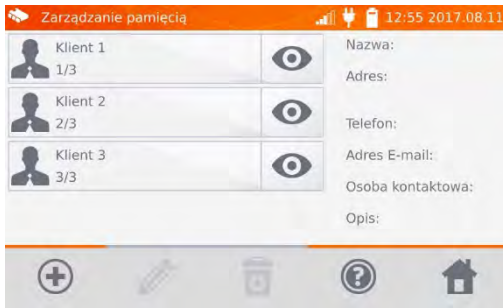 Zarządzanie pamięcią 12:55 2017.08.11
Klient 1
1/3
Klient 2
2/3
Klient 3
3/3
Nazwa:
Adres:
Telefon:
Adres E-mail:
Osoba kontaktowa:
Opis: